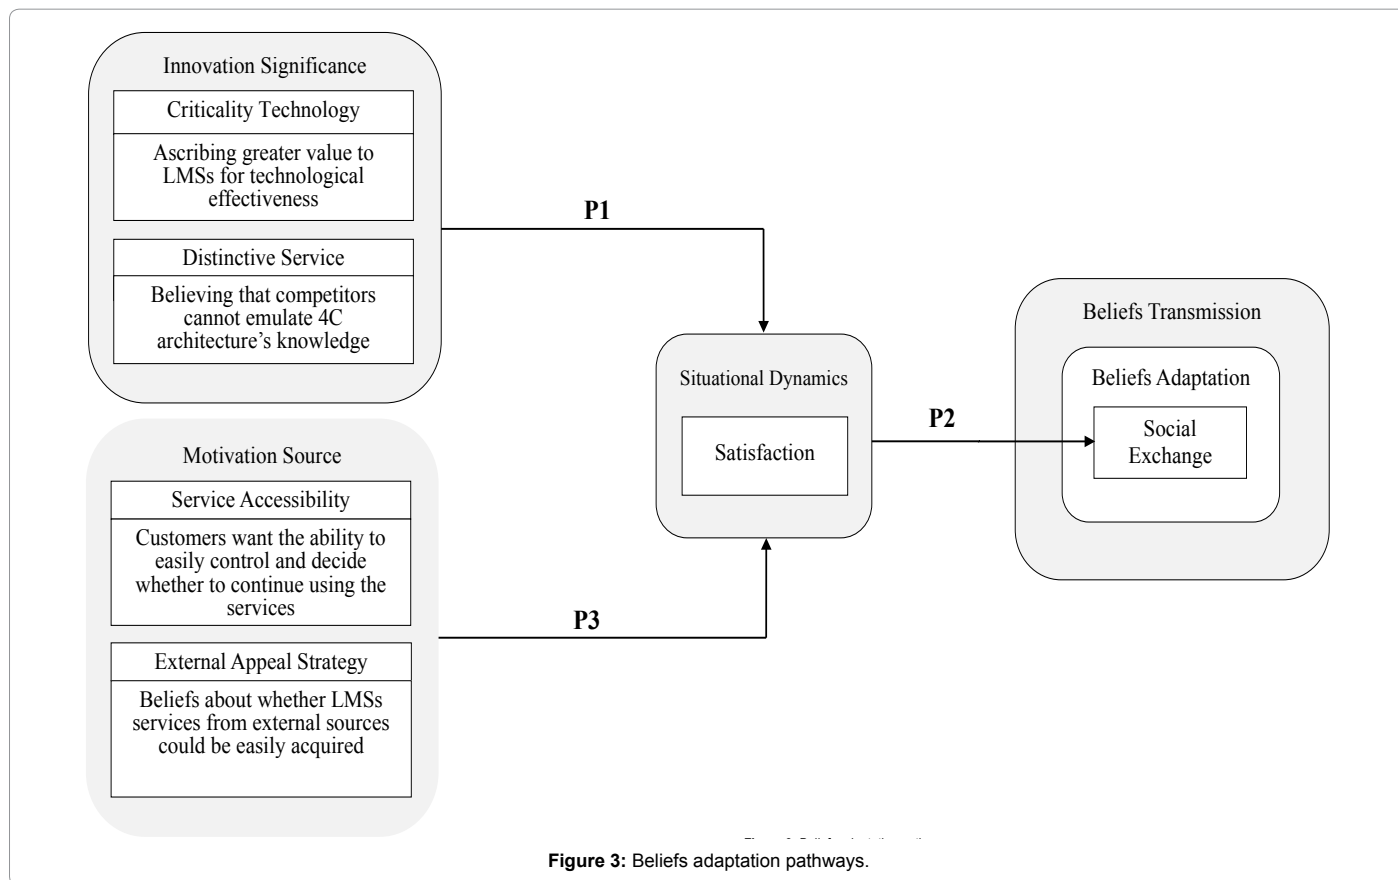 Innovation Significance
Criticality Technology
Ascribing greater value to
LMSs for technological
effectiveness
Distinctive Service
Believing that competitors
cannot emulate 4C
architecture’s knowledge
P1
Motivation Source
Service Accessibility
Customers want the ability to
easily control and decide
whether to continue using the
services
External Appeal Strategy
Beliefs about whether LMSs
services from external sources
could be easily acquired
P3
Situational Dynamics
Satisfaction
P2
Beliefs Transmission
Beliefs Adaptation
Social
Exchange
Figure 3: Beliefs adaptation pathways.